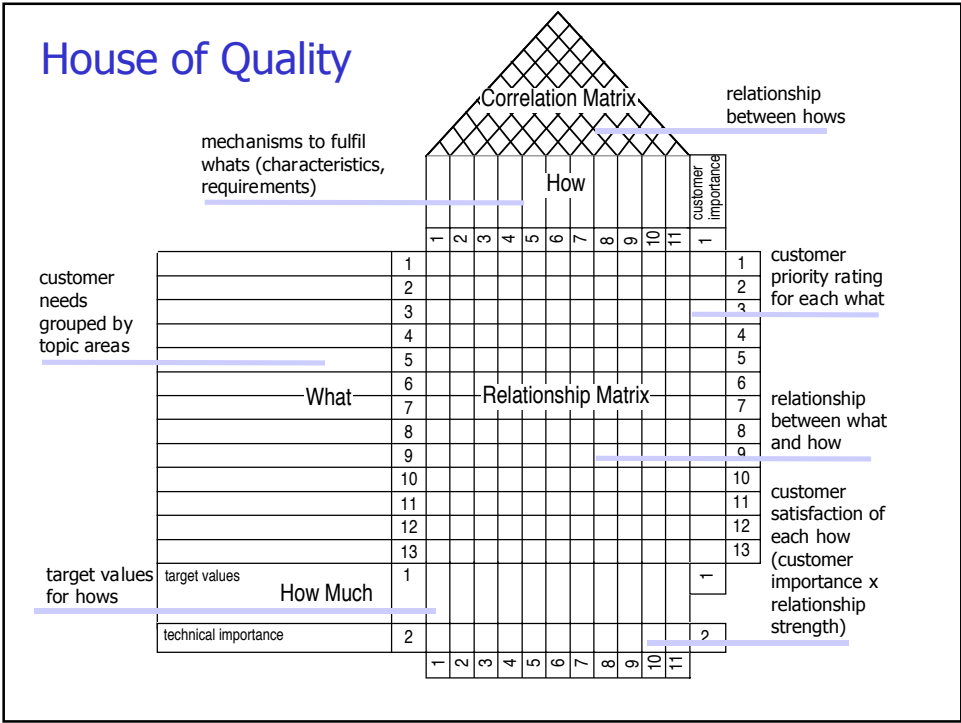 House of Quality
Correlation Matrix
relationship
between hows
mechanisms to fulfil
whats (characteristics,
requirements)
How
customer
importance
1 2 3 4 5 6 7 8 9 10 11 1
customer
needs
grouped by
topic areas
What
1
2
3
4
5
6
7
8
9
10
11
12
13
Relationship Matrix
1
2
3
4
5
6
7
8
9
10
11
12
13
customer
priority rating
for each what
relationship
between what
and how
customer
satisfaction of
each how
(customer
importance x
relationship
strength)
target values
for hows
target values
How Much
1
1
technical importance
2
2
1 2 3 4 5 6 7 8 9 10 11